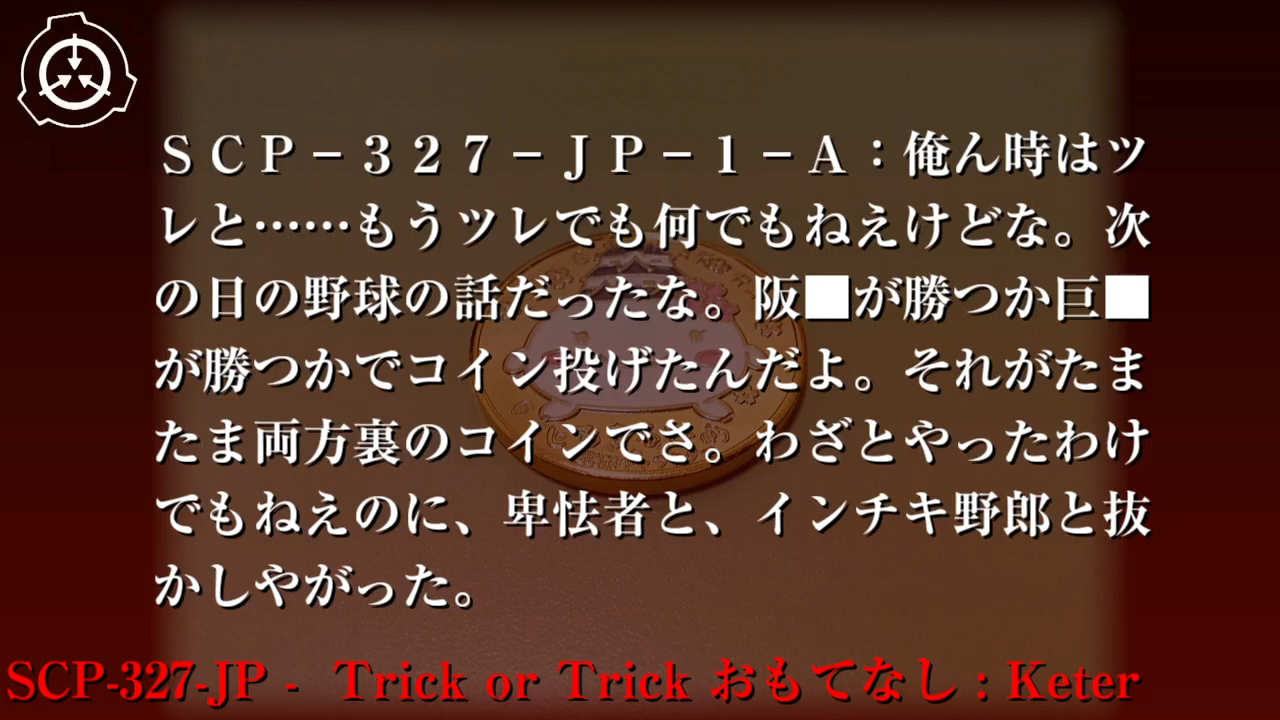 ＳＣＰ－３２７－ＪＰ－１－Ａ：俺ん時はツ
レと……もうツレでも何でもねえけどな。次
の日の野球の話だったな。阪■が勝つか巨■
が勝つかでコイン投げたんだよ。それがたま
たま両方裏のコインでさ。わざとやったわけ
でもねえのに、卑怯者と、インチキ野郎と抜
かしやがった。
SCP-327-JP - Trick or Trick おもてなし : Keter